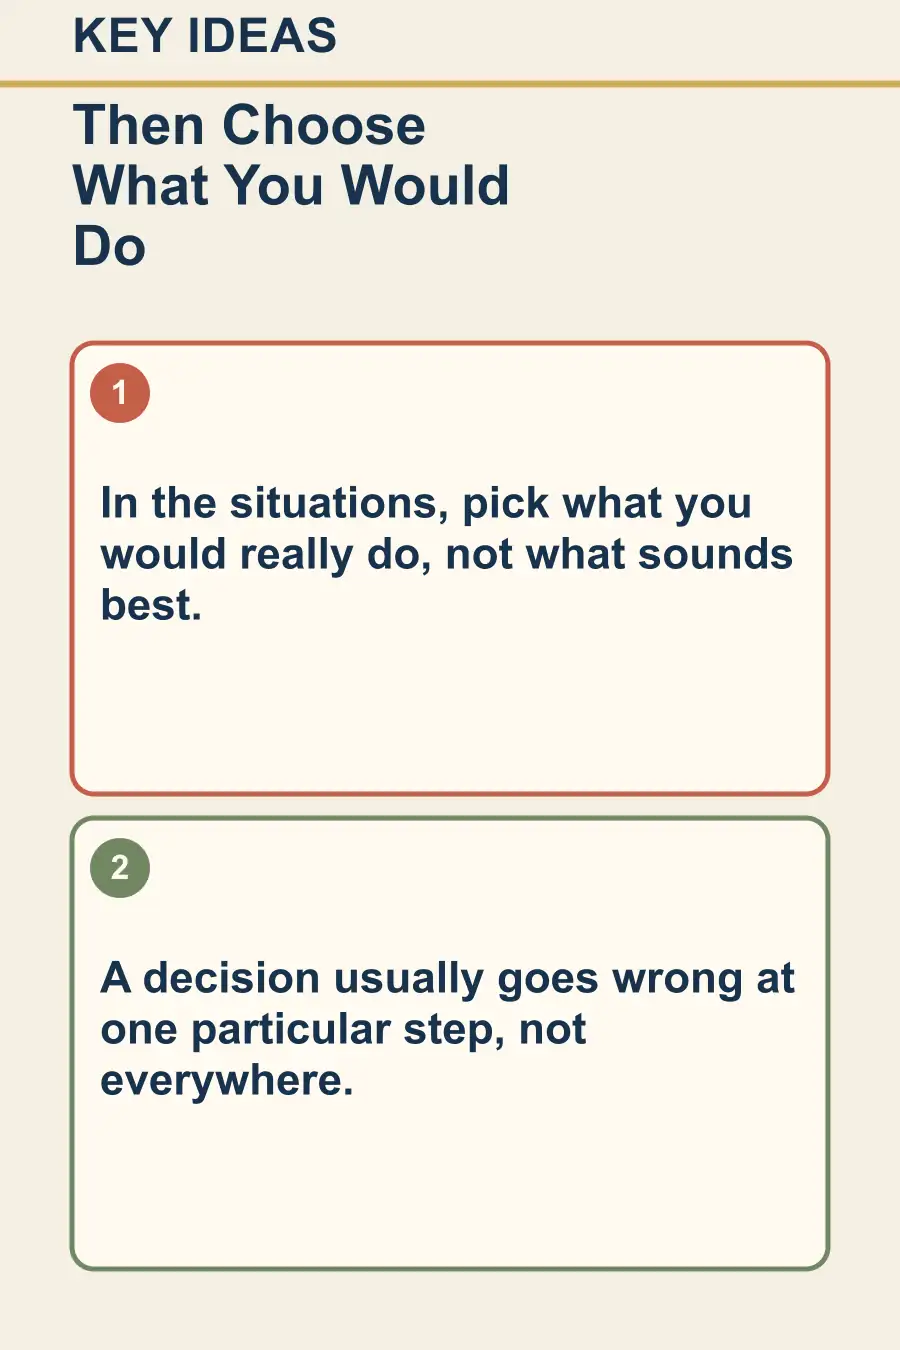 KEY IDEAS
Then Choose
What You Would
Do
1
In the situations, pick what you
would really do, not what sounds
best.
2
A decision usually goes wrong at
one particular step, not
everywhere.